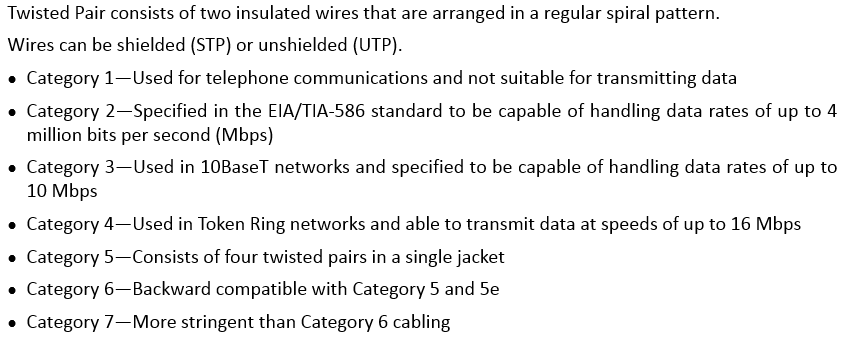 Twisted Pair consists of two insulated wires that are arranged in a regular spiral pattern.
Wires can be shielded (STP) or unshielded (UTP).
• Category 1—Used for telephone communications and not suitable for transmitting data
• Category 2—Specified in the EIA/TIA-586 standard to be capable of handling data rates of up to 4
million bits per second (Mbps)
• Category 3—Used in 10BaseT networks and specified to be capable of handling data rates of up to
10 Mbps
• Category 4—Used in Token Ring networks and able to transmit data at speeds of up to 16 Mbps
• Category 5—Consists of four twisted pairs in a single jacket
• Category 6—Backward compatible with Category 5 and 5e
• Category 7—More stringent than Category 6 cabling